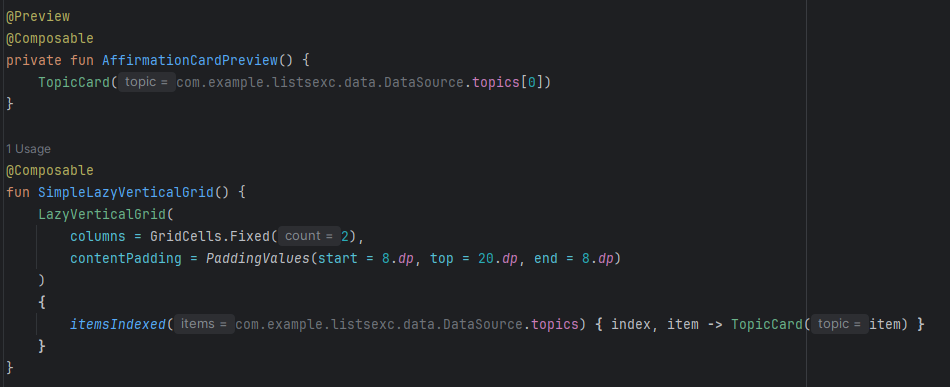 @Preview
@Composable
private fun AffirmationCardPreview() {
TopicCard( topic = com.example.listsexc.data.DataSource.topics[0])
}
1 Usage
@Composable
fun SimpleLazyVerticalGrid() {
LazyVerticalGrid(
columns = GridCells.Fixed( count = 2),
contentPadding = PaddingValues(start = 8.dp, top = 20.dp, end = 8.dp)
)
{
itemsIndexed( items = com.example.listsexc.data.DataSource.topics) { index, item -> TopicCard( topic = item) }
}
}